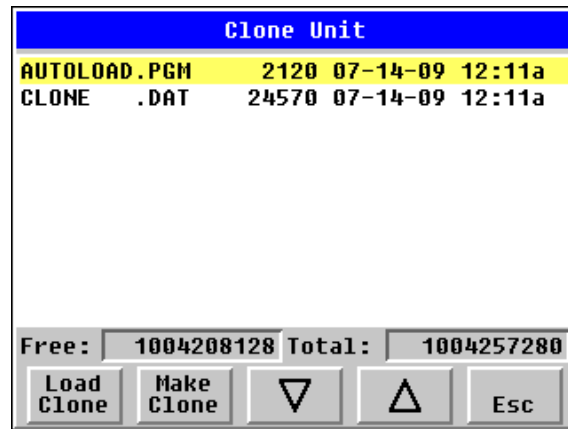 Clone Unit
AUTOLOAD.PGM 2120 07-14-09 12:11a
CLONE .DAT 24570 07-14-09 12:11a
Free: 1004208128 Total: 1004257280
Load Clone Make Clone Esc